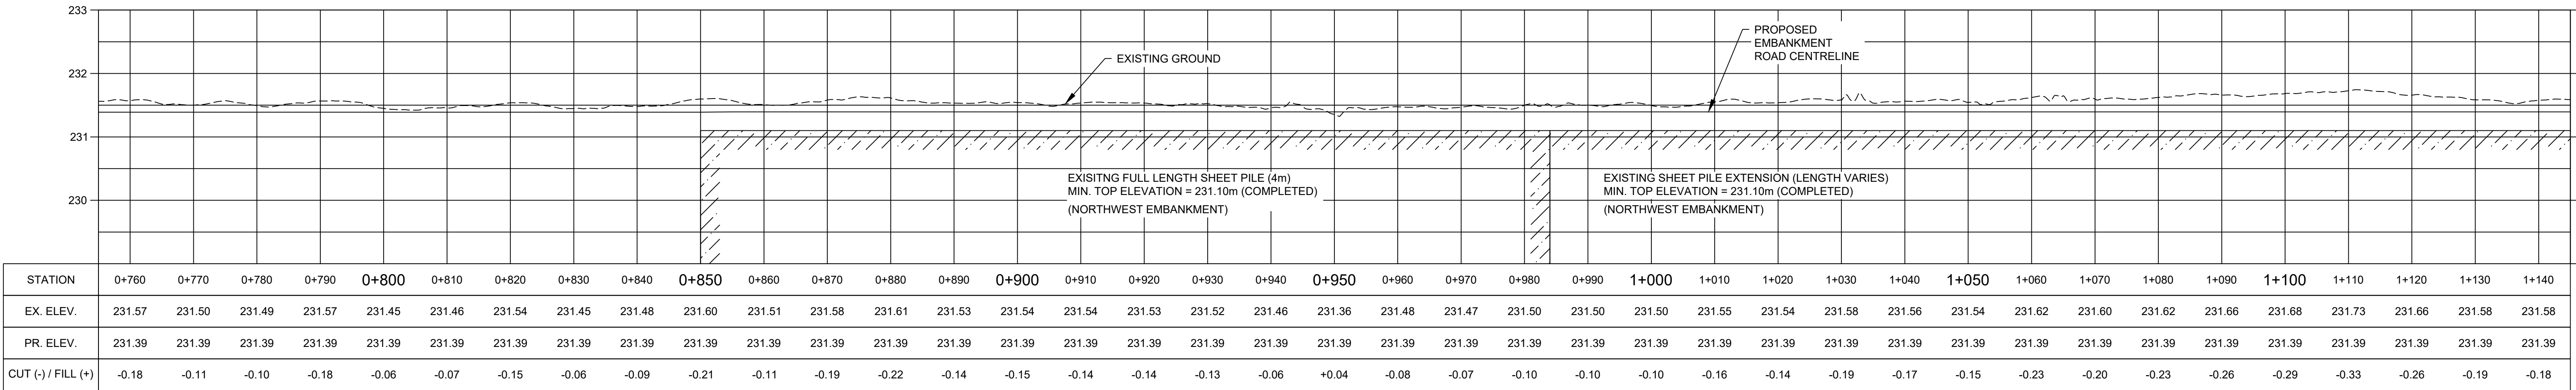 233
232
231
230
EXISTING GROUND
PROPOSED
EMBANKMENT
ROAD CENTRELINE
EXISITNG FULL LENGTH SHEET PILE (4m)
MIN. TOP ELEVATION = 231.10m (COMPLETED)
(NORTHWEST EMBANKMENT)
EXISTING SHEET PILE EXTENSION (LENGTH VARIES)
MIN. TOP ELEVATION = 231.10m (COMPLETED)
(NORTHWEST EMBANKMENT)
STATION 0+760 0+770 0+780 0+790 0+800 0+810 0+820 0+830 0+840 0+850 0+860 0+870 0+880 0+890 0+900 0+910 0+920 0+930 0+940 0+950 0+960 0+970 0+980 0+990 1+000 1+010 1+020 1+030 1+040 1+050 1+060 1+070 1+080 1+090 1+100 1+110 1+120 1+130 1+140
EX. ELEV. 231.57 231.50 231.49 231.57 231.45 231.46 231.54 231.45 231.48 231.60 231.51 231.58 231.61 231.53 231.54 231.54 231.53 231.52 231.46 231.36 231.48 231.47 231.50 231.50 231.50 231.55 231.54 231.58 231.56 231.54 231.62 231.60 231.62 231.66 231.68 231.73 231.66 231.58 231.58
PR. ELEV. 231.39 231.39 231.39 231.39 231.39 231.39 231.39 231.39 231.39 231.39 231.39 231.39 231.39 231.39 231.39 231.39 231.39 231.39 231.39 231.39 231.39 231.39 231.39 231.39 231.39 231.39 231.39 231.39 231.39 231.39 231.39 231.39 231.39 231.39 231.39 231.39 231.39 231.39 231.39
CUT (-) / FILL (+) -0.18 -0.11 -0.10 -0.18 -0.06 -0.07 -0.15 -0.06 -0.09 -0.21 -0.11 -0.19 -0.22 -0.14 -0.15 -0.14 -0.14 -0.13 -0.06 +0.04 -0.08 -0.07 -0.10 -0.10 -0.10 -0.16 -0.14 -0.19 -0.17 -0.15 -0.23 -0.20 -0.23 -0.26 -0.29 -0.33 -0.26 -0.19 -0.18